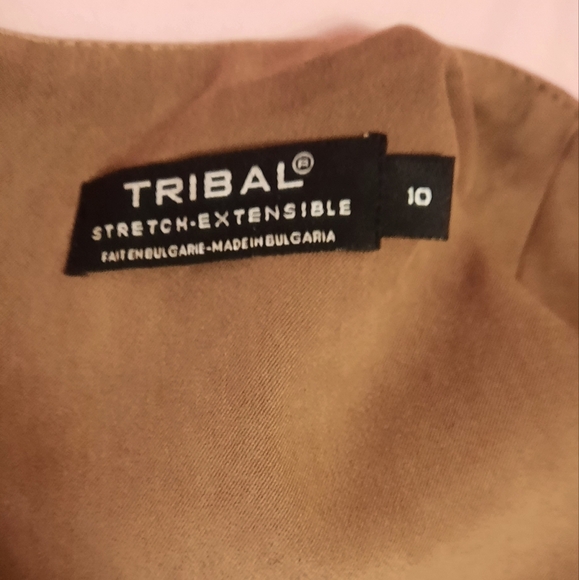 TRIBAL®
STRETCH-EXTENSIBLE
FAIT EN BULGARIE-MADE IN BULGARIA
10